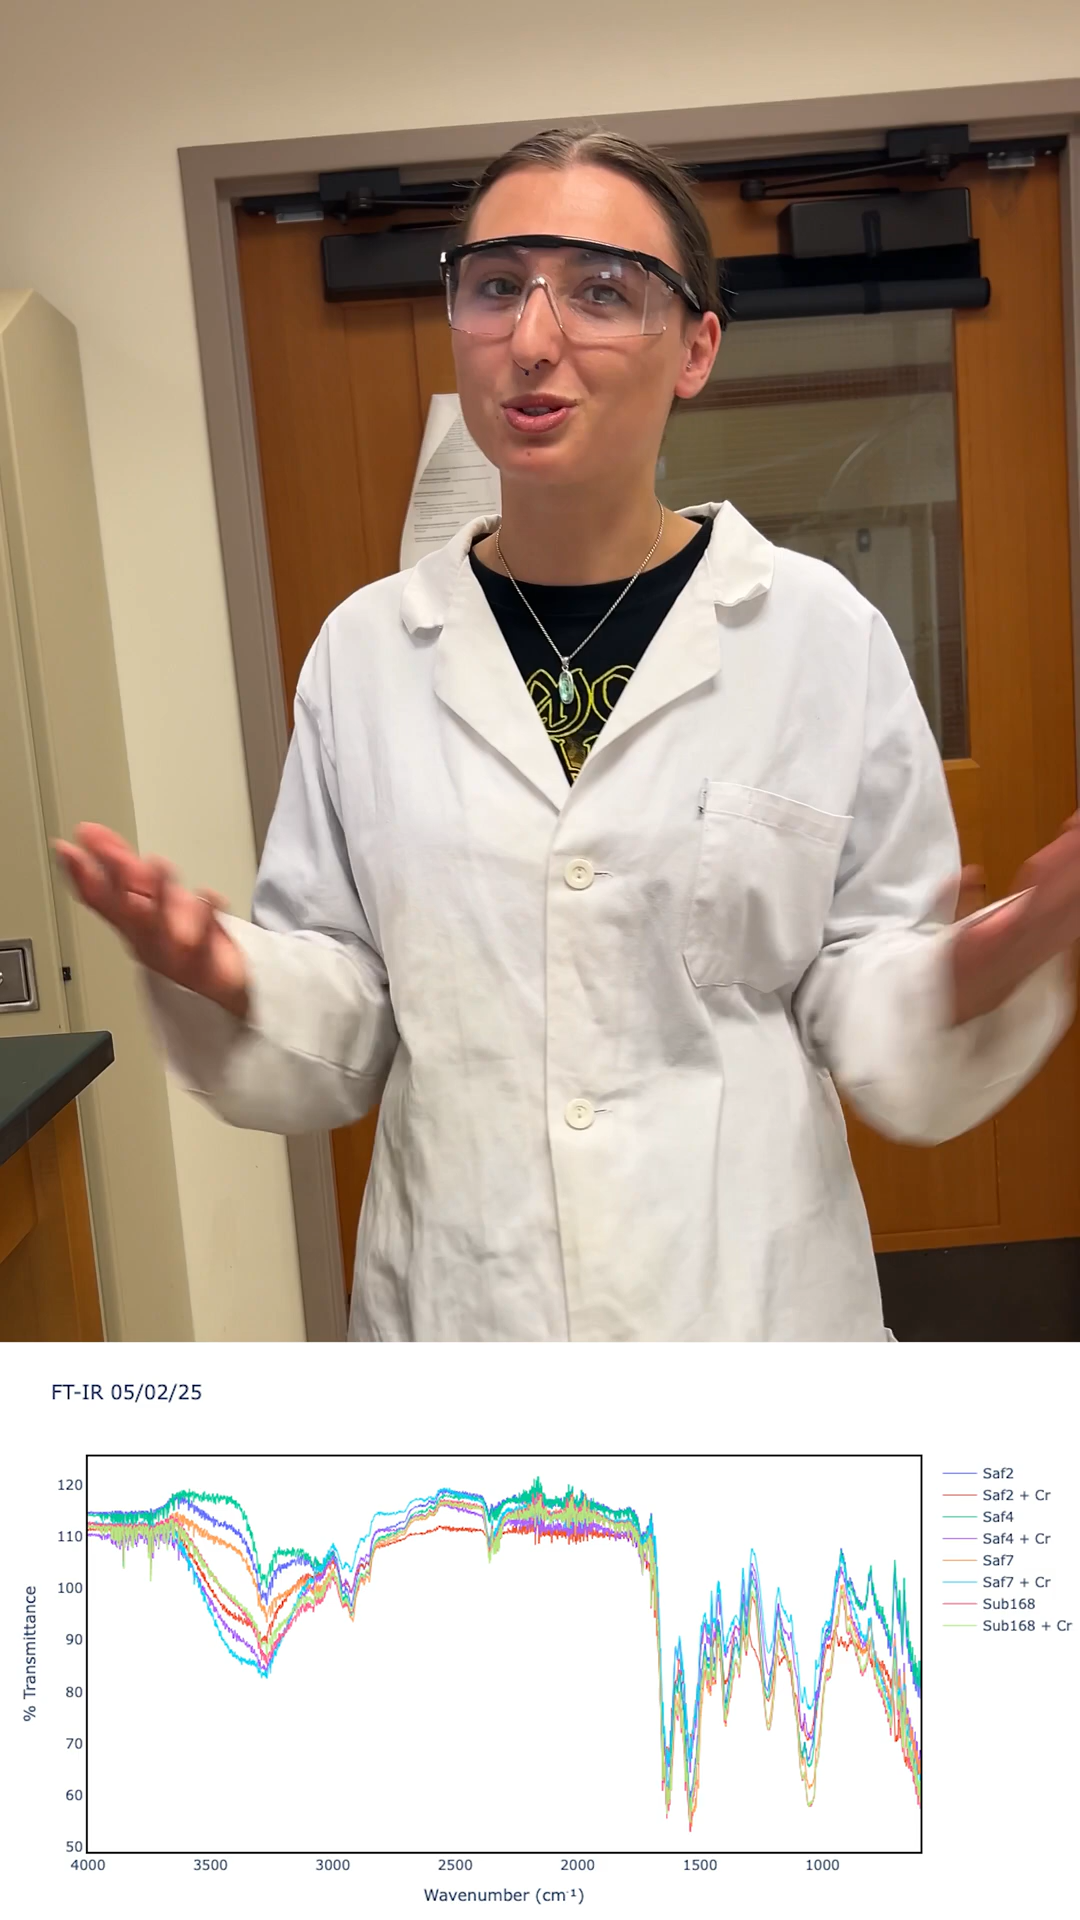 FT-IR 05/02/25
120
110
100
90
80
70
60
50
% Transmittance
4000
3500
3000
2500
2000
1500
1000
Wavenumber (cm⁻¹)
Saf2
Saf2 + Cr
Saf4
Saf4 + Cr
Saf7
Saf7 + Cr
Sub168
Sub168 + Cr